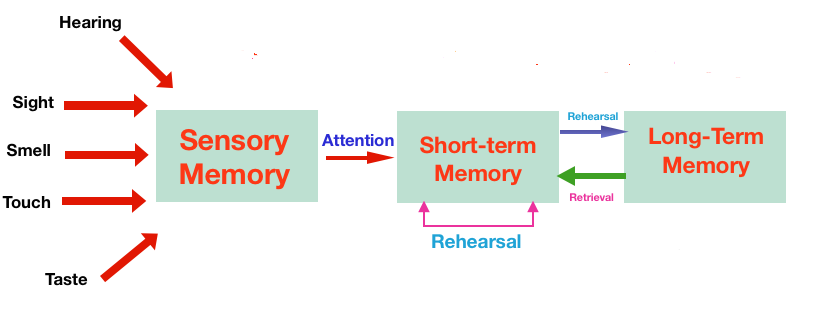 Hearing
Sight
Smell
Touch
Taste
Sensory
Memory
Attention
Short-term
Memory
Rehearsal
Rehearsal
Retrieval
Long-Term
Memory